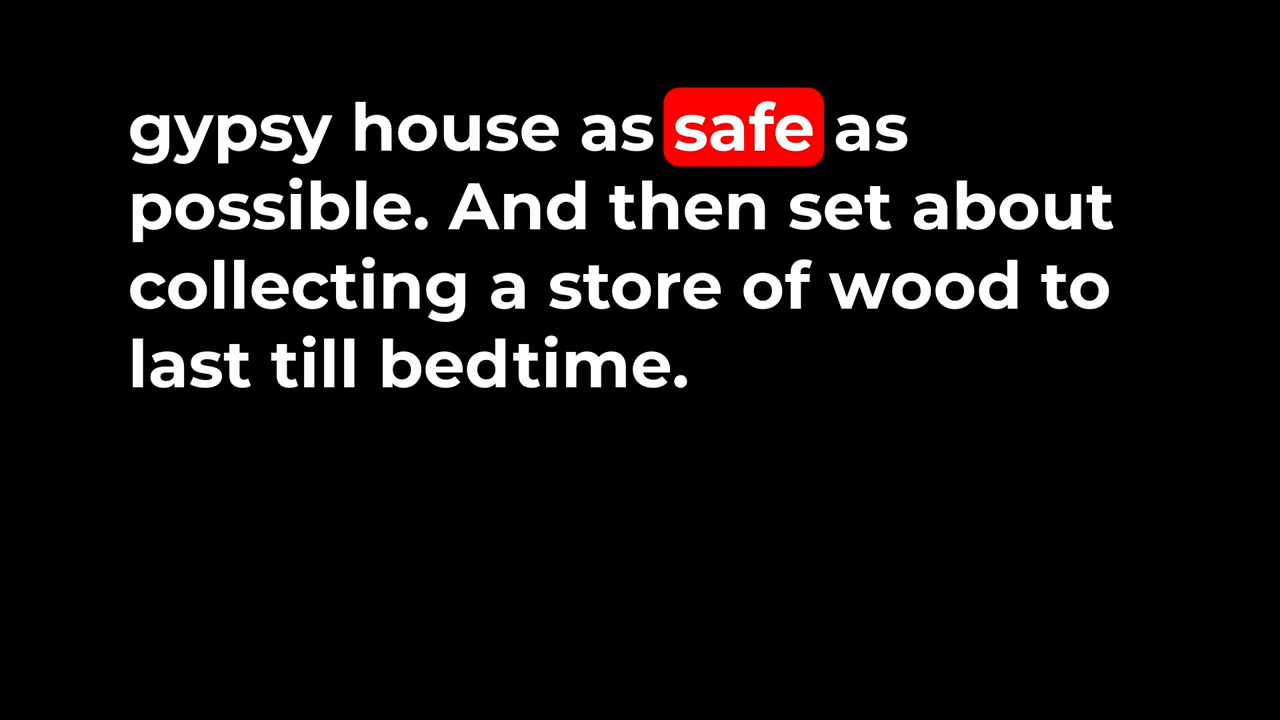 gypsy house as safe as
possible. And then set about
collecting a store of wood to
last till bedtime.